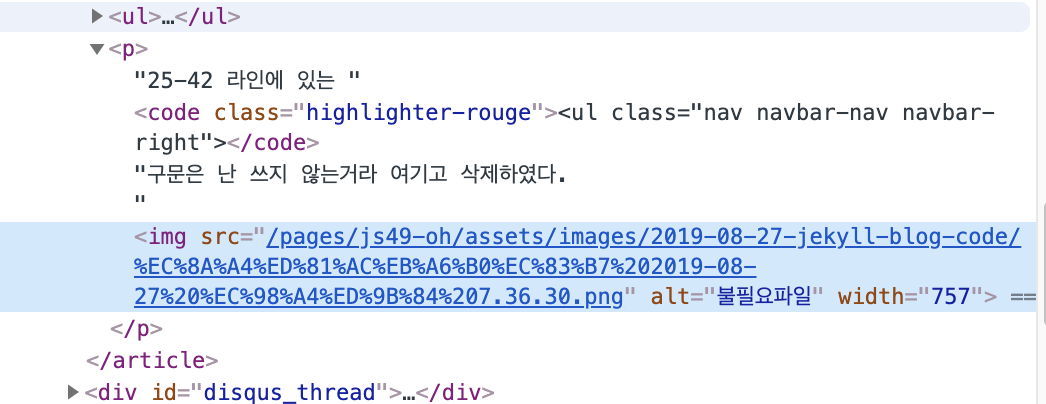 ▶<ul>…</ul>
▼<p>
"25-42 라인에 있는 "
<code class="highlighter-rouge"><ul class="nav navbar-nav navbar-
right"></code>
"구문은 난 쓰지 않는거라 여기고 삭제하였다.
"
<img src="/pages/js49-oh/assets/images/2019-08-27-jekyll-blog-code/
%EC%8A%A4%ED%81%AC%EB%A6%B0%EC%83%B7%202019-08-
27%20%EC%98%A4%ED%9B%84%207.36.30.png" alt="불필요파일" width="757"> ==
</p>
</article>
▶<div id="disqus_thread">…</div>